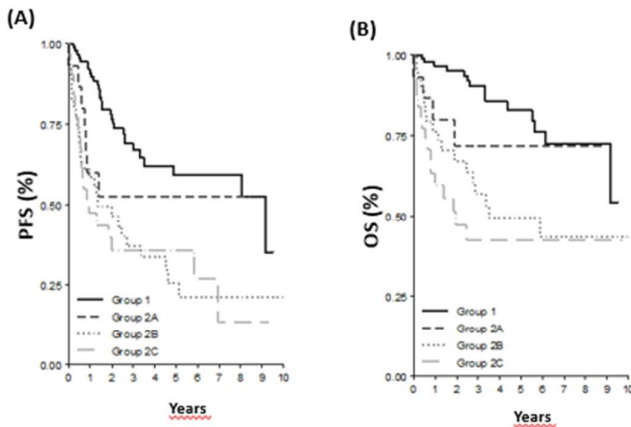 (A)
PFS (%)
1.00
0.75
0.50
0.25
0.00
Group 1
Group 2A
Group 2B
Group 2C
0 1 2 3 4 5 6 7 8 9 10
Years
(B)
OS (%)
1.00
0.75
0.50
0.25
0.00
Group 1
Group 2A
Group 2B
Group 2C
0 1 2 3 4 5 6 7 8 9 10
Years